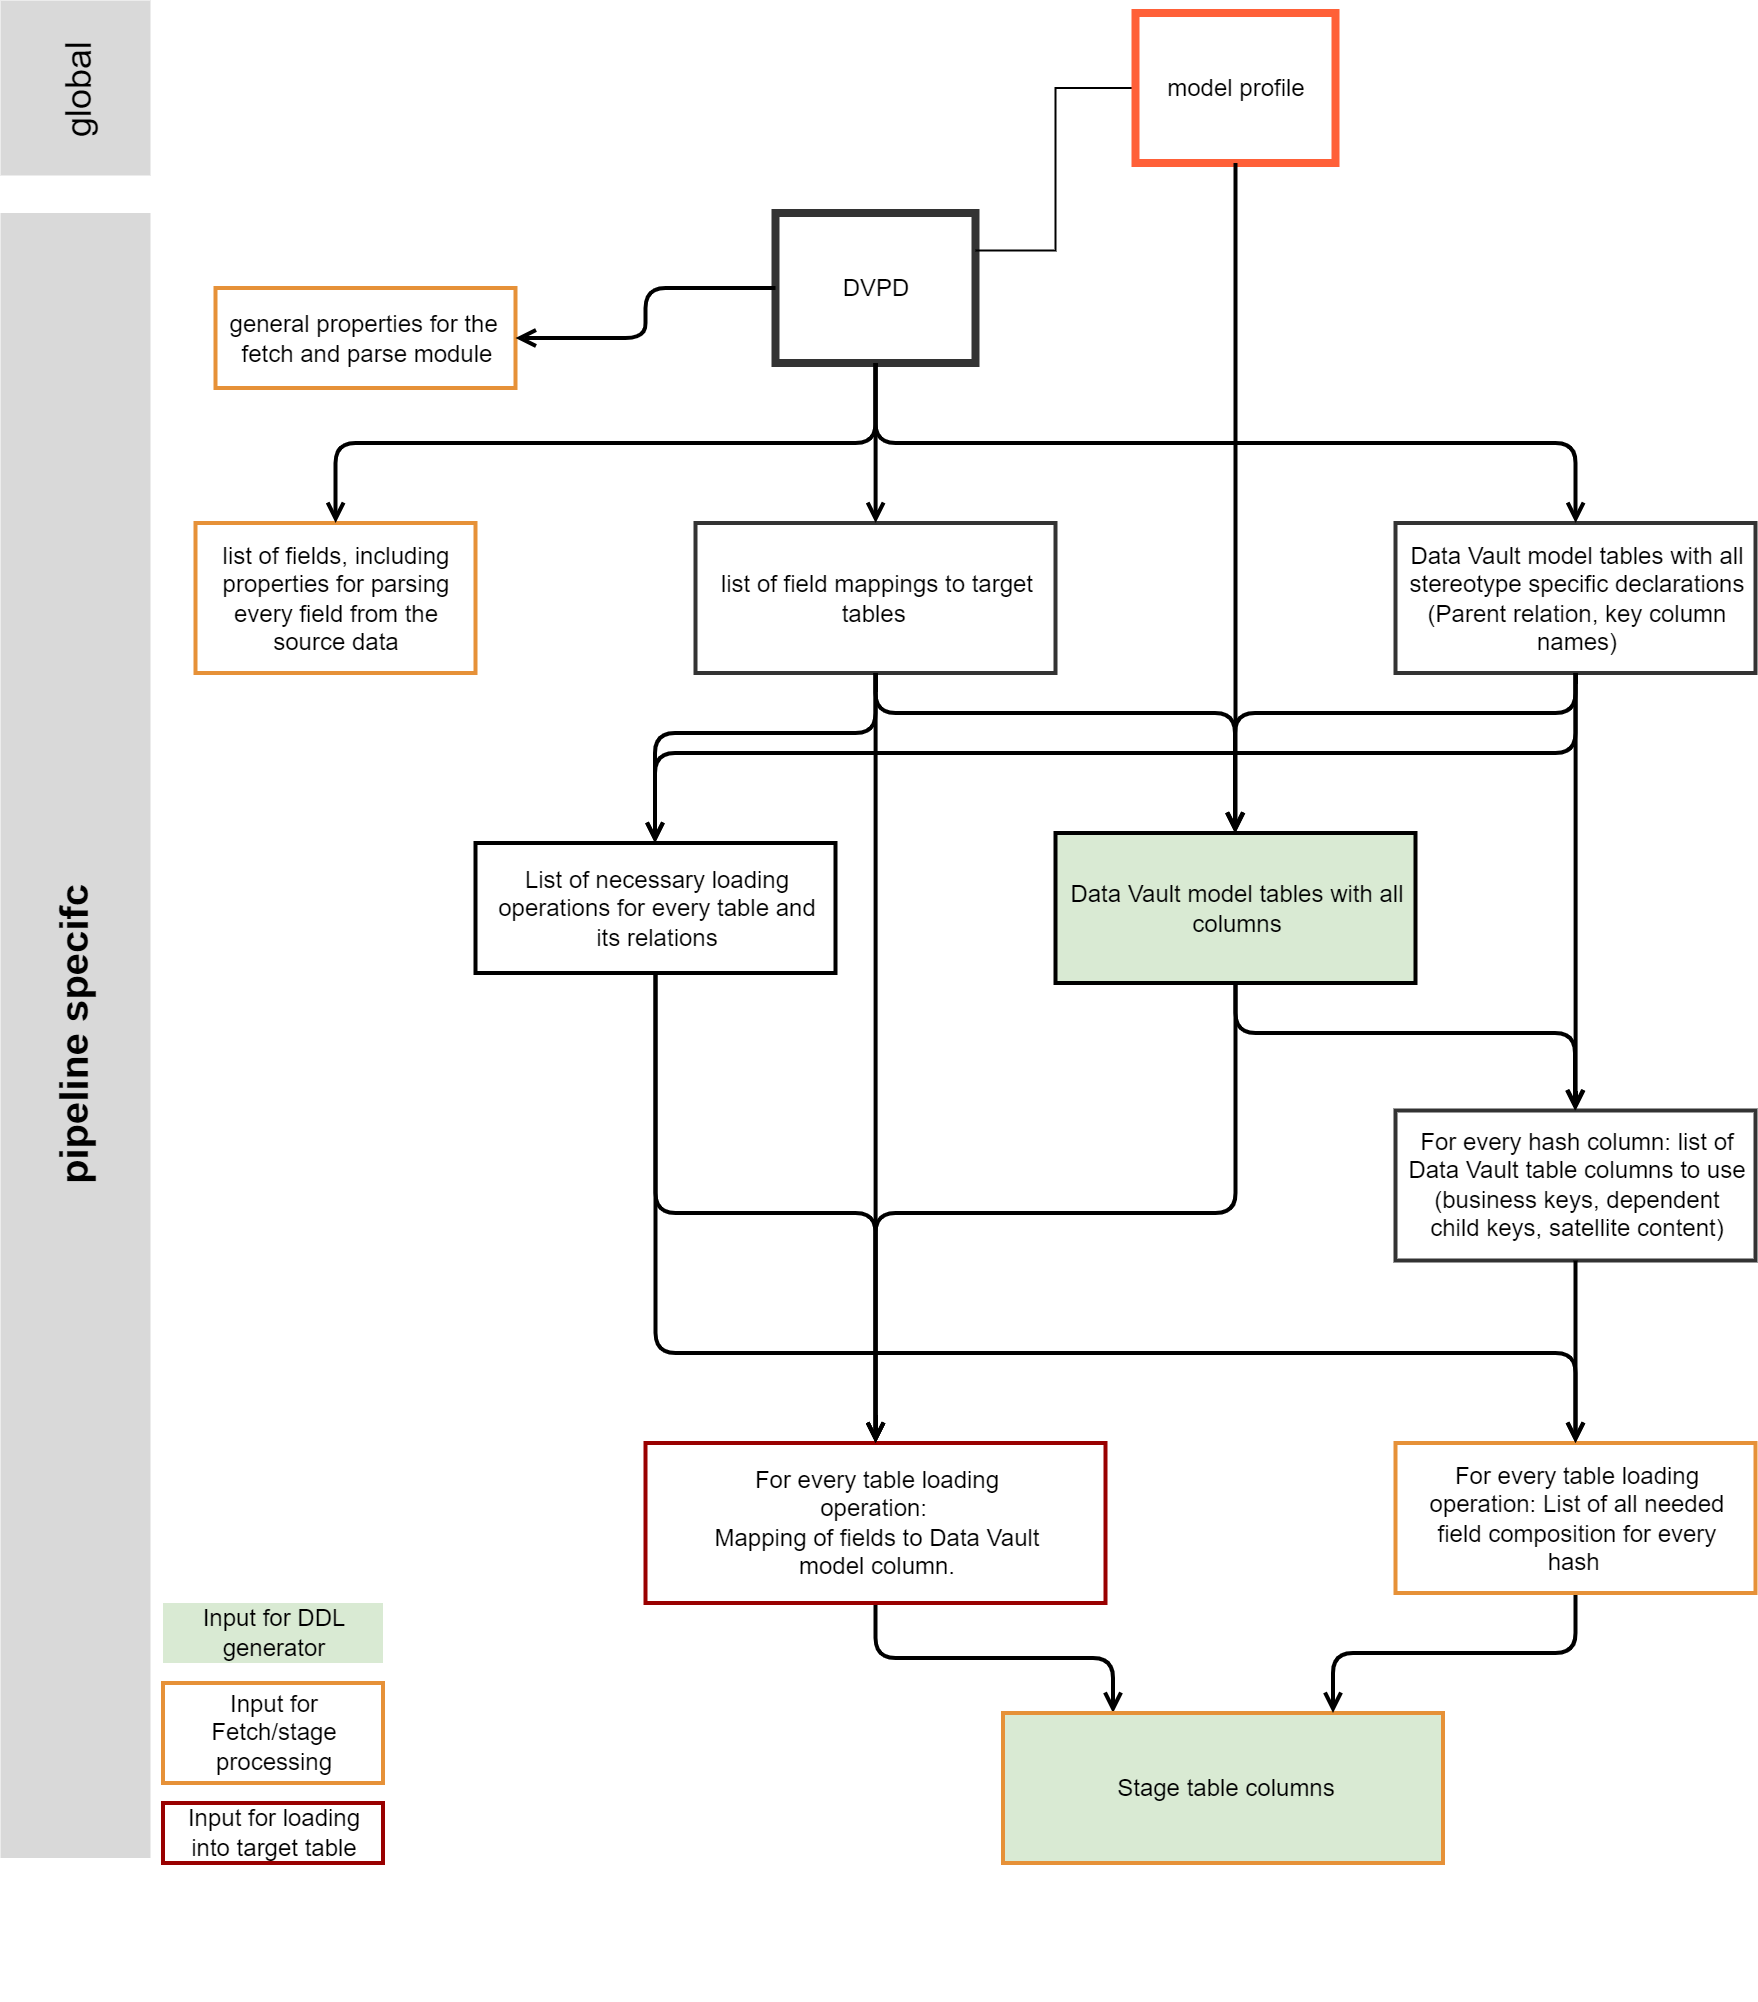 global
model profile
DVPD
general properties for the
fetch and parse module
list of fields, including
properties for parsing
every field from the
source data
list of field mappings to target
tables
Data Vault model tables with all
stereotype specific declarations
(Parent relation, key column
names)
pipeline specifc
List of necessary loading
operations for every table and
its relations
Data Vault model tables with all
columns
For every hash column: list of
Data Vault table columns to use
(business keys, dependent
child keys, satellite content)
For every table loading
operation:
Mapping of fields to Data Vault
model column.
For every table loading
operation: List of all needed
field composition for every
hash
Input for DDL
generator
Input for
Fetch/stage
processing
Input for loading
into target table
Stage table columns